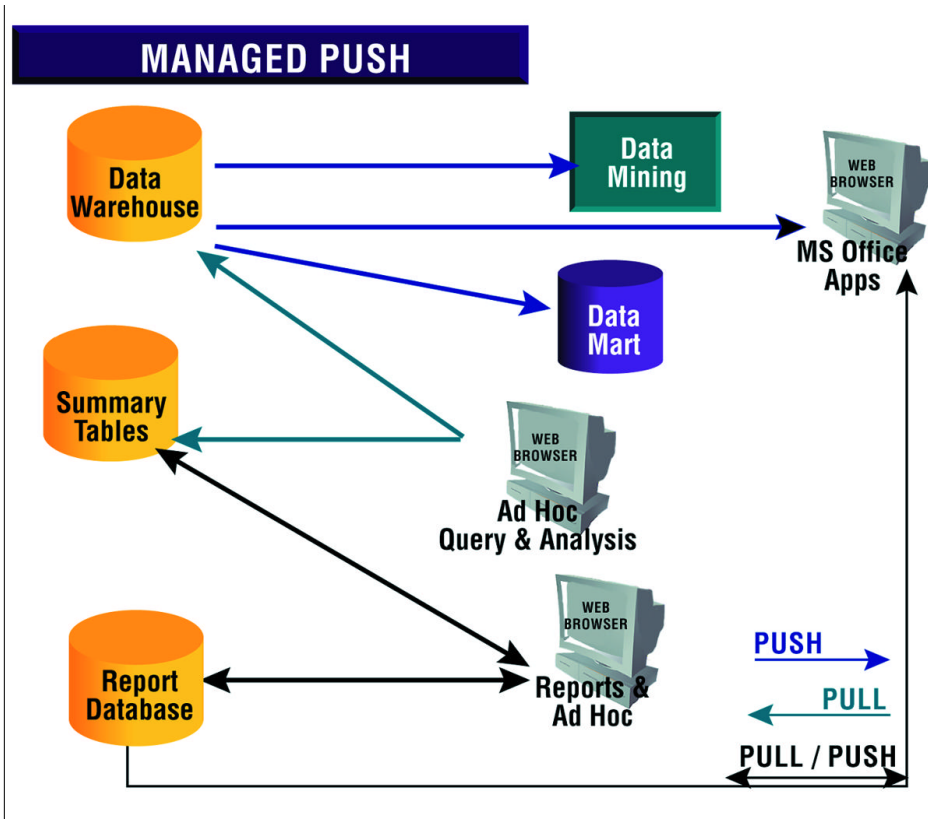 MANAGED PUSH
Data
Warehouse
Data
Mining
WEB
BROWSER
MS Office
Apps
Data
Mart
Summary
Tables
WEB
BROWSER
Ad Hoc
Query & Analysis
WEB
BROWSER
Reports &
Ad Hoc
Report
Database
PUSH
PULL
PULL / PUSH